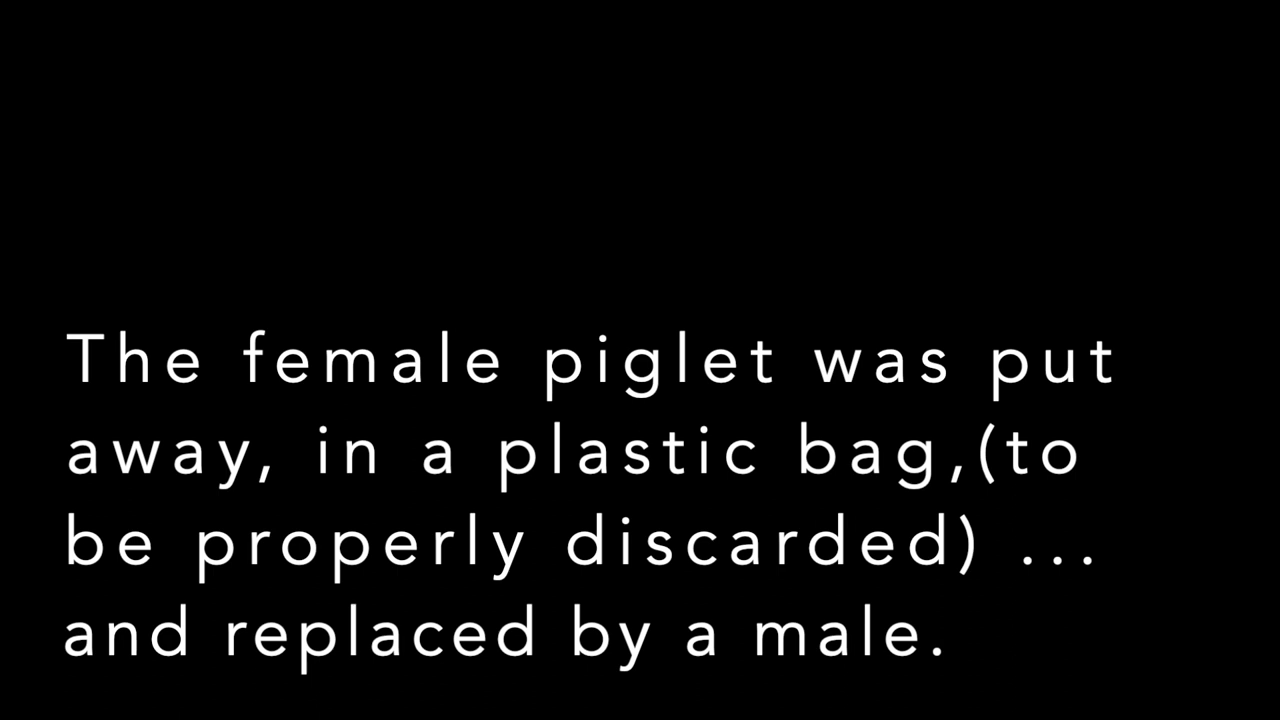 The female piglet was put
away, in a plastic bag,(to
be properly discarded) ...
and replaced by a male.